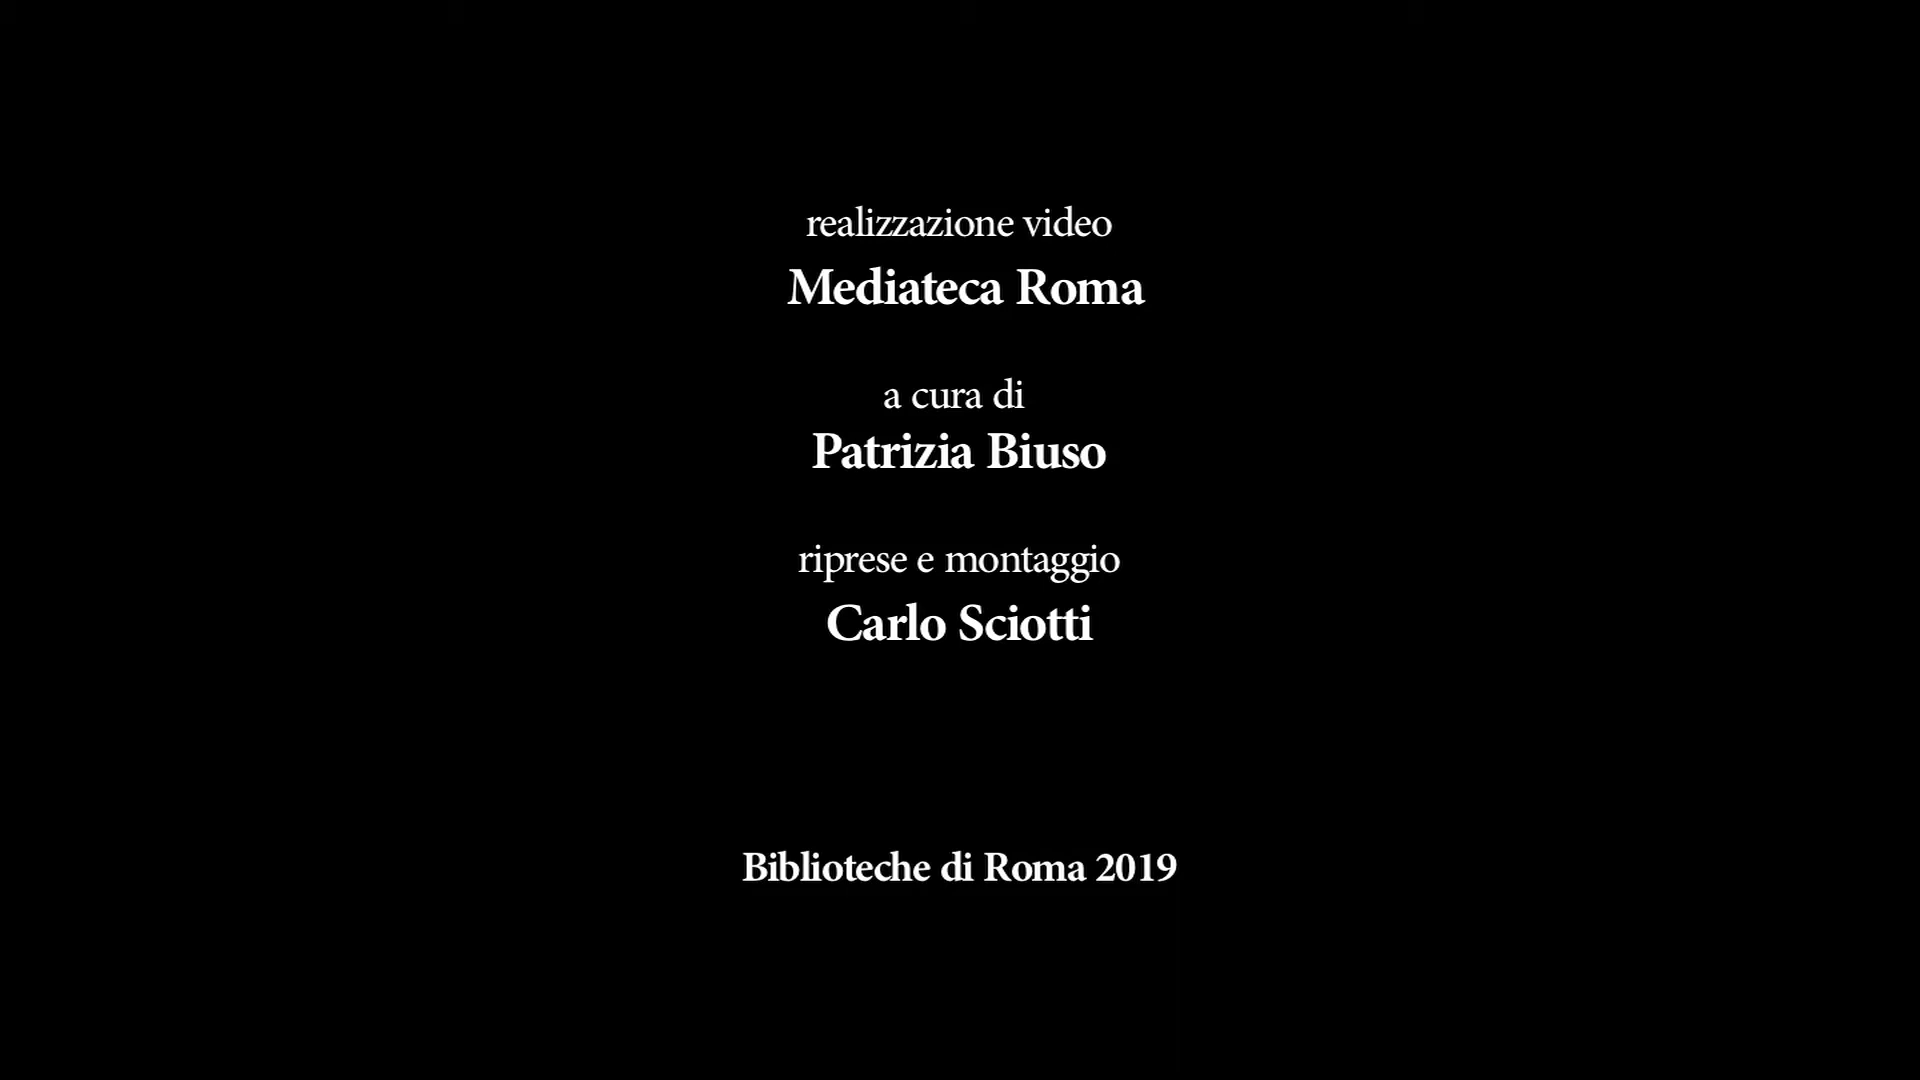 realizzazione video
Mediateca Roma
a cura di
Patrizia Biuso
riprese e montaggio
Carlo Sciotti
Biblioteche di Roma 2019